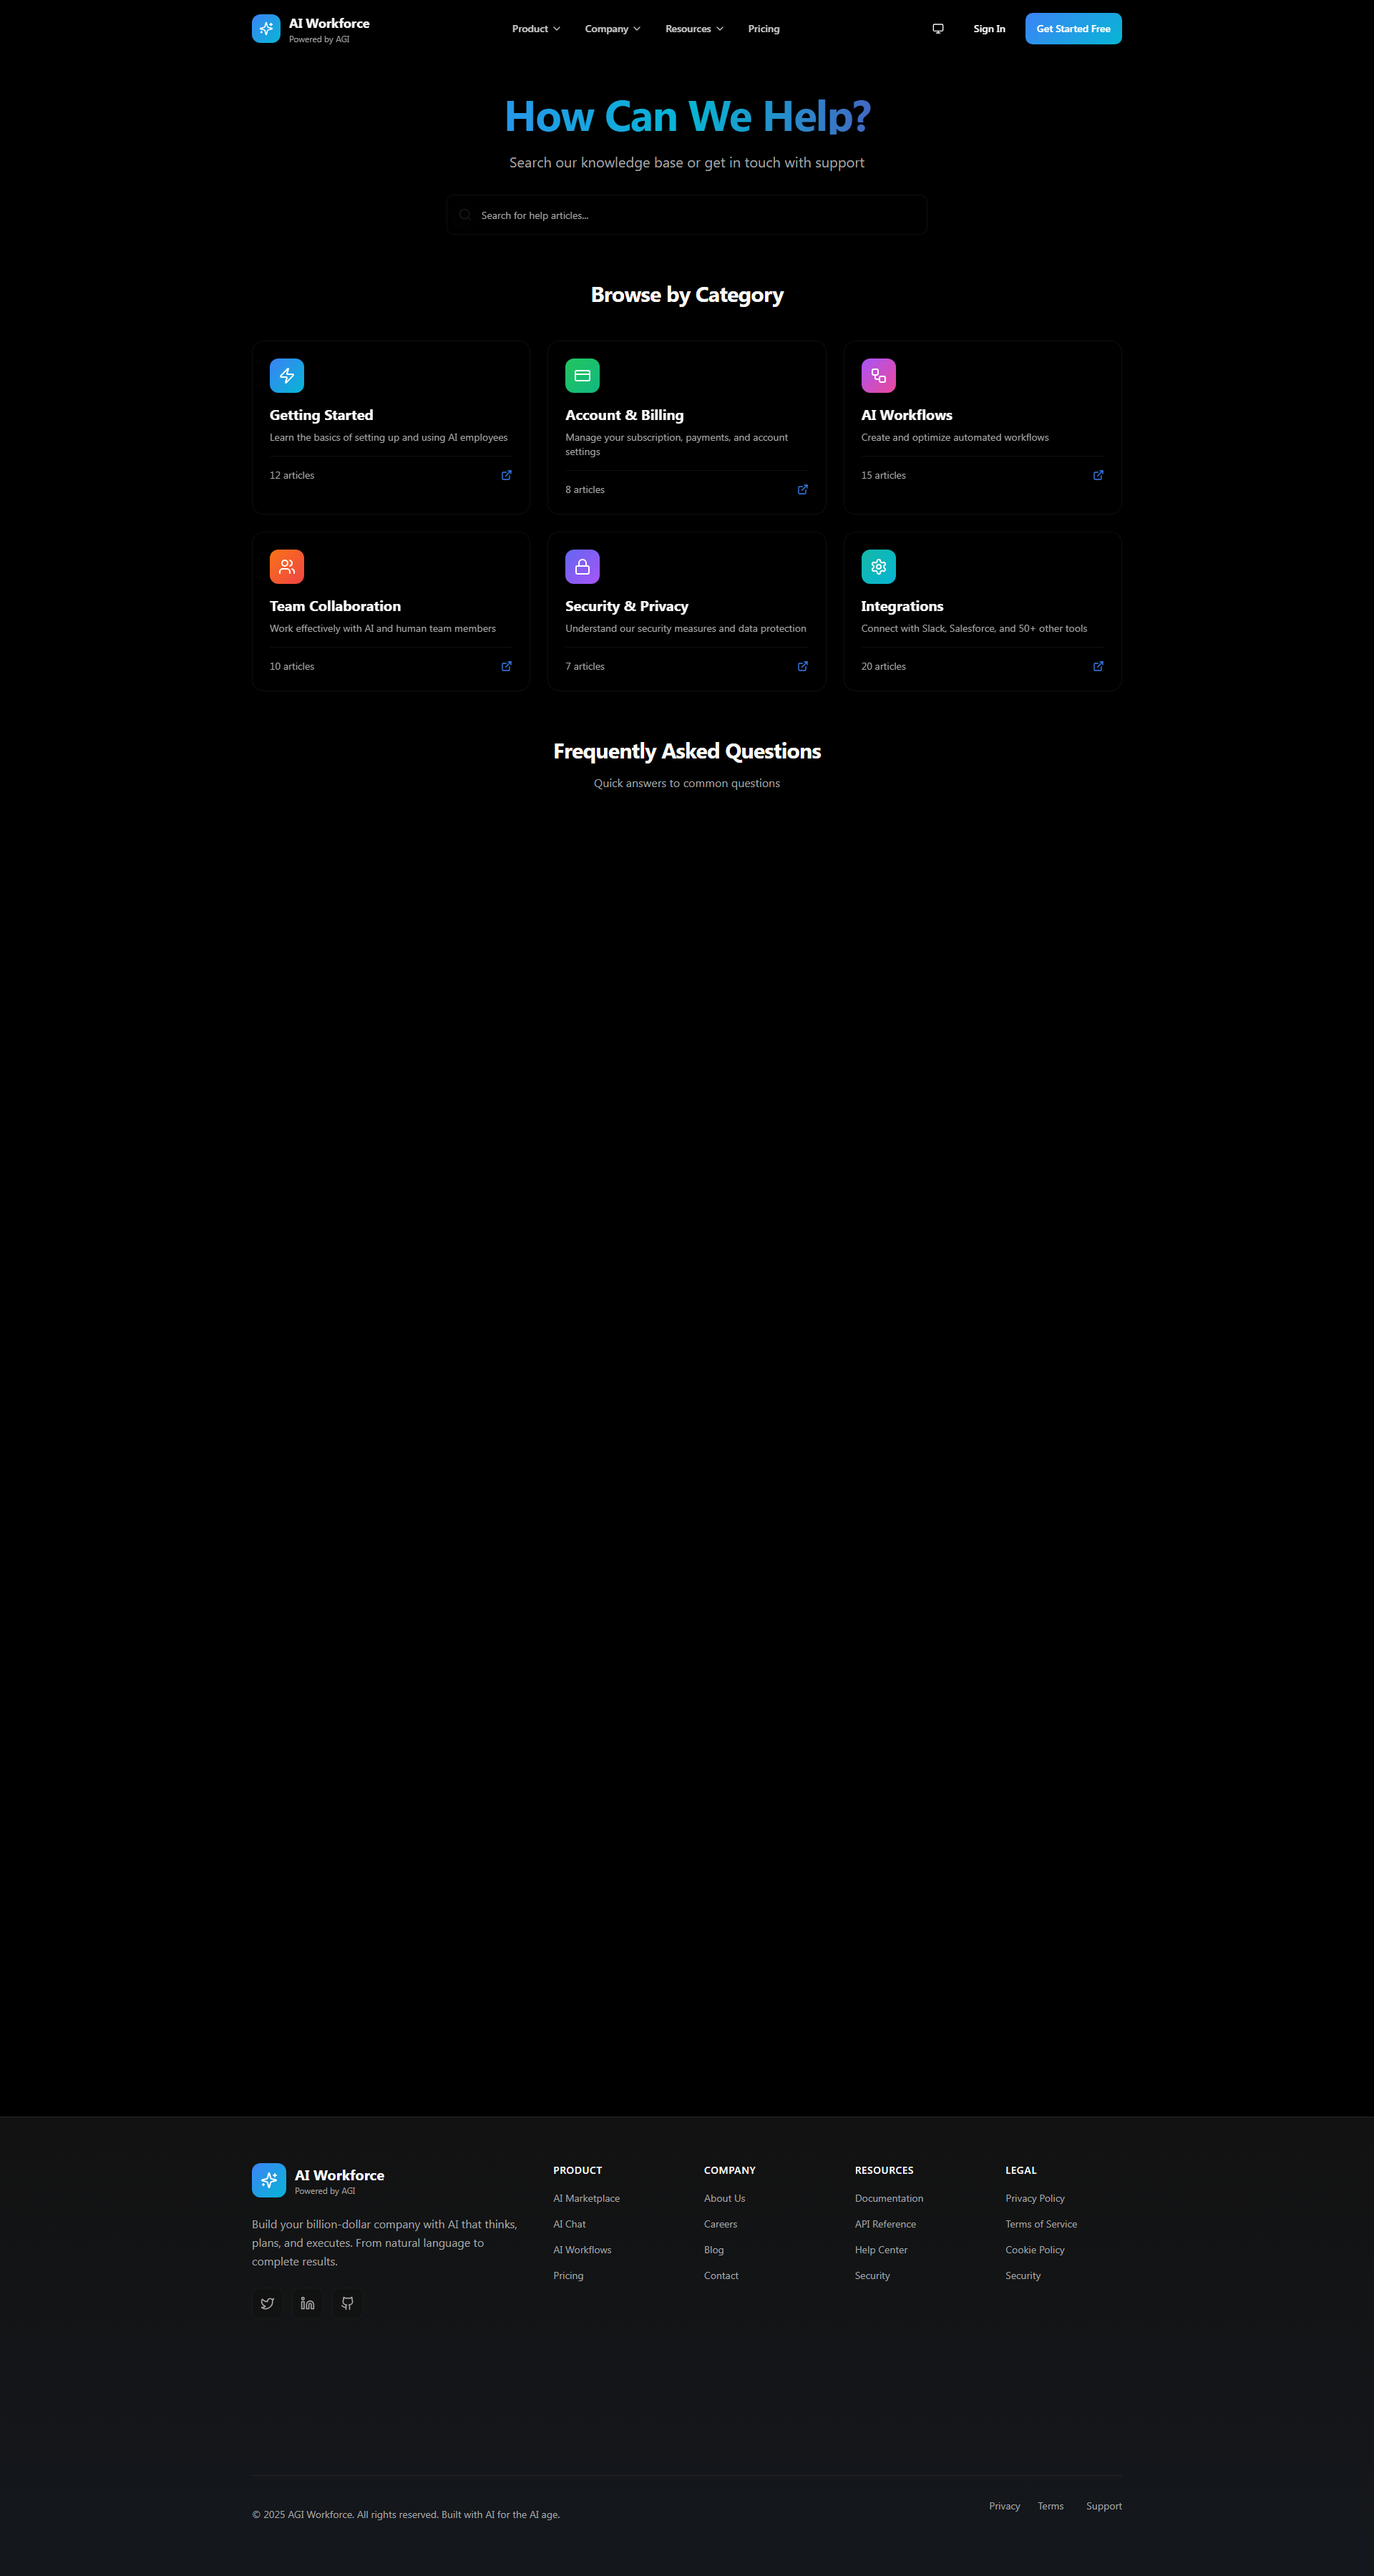 AI Workforce
Powered by AGI
Product
Company
Resources
Pricing
Sign In
Get Started Free
How Can We Help?
Search our knowledge base or get in touch with support
Search for help articles...
Browse by Category
Getting Started
Learn the basics of setting up and using AI employees
12 articles
Account & Billing
Manage your subscription, payments, and account
settings
8 articles
AI Workflows
Create and optimize automated workflows
15 articles
Team Collaboration
Work effectively with AI and human team members
10 articles
Security & Privacy
Understand our security measures and data protection
7 articles
Integrations
Connect with Slack, Salesforce, and 50+ other tools
20 articles
Frequently Asked Questions
Quick answers to common questions
AI Workforce
Powered by AGI
Build your billion-dollar company with AI that thinks,
plans, and executes. From natural language to
complete results.
PRODUCT
AI Marketplace
AI Chat
AI Workflows
Pricing
COMPANY
About Us
Careers
Blog
Contact
RESOURCES
Documentation
API Reference
Help Center
Security
LEGAL
Privacy Policy
Terms of Service
Cookie Policy
Security
© 2025 AGI Workforce. All rights reserved. Built with AI for the AI age.
Privacy
Terms
Support